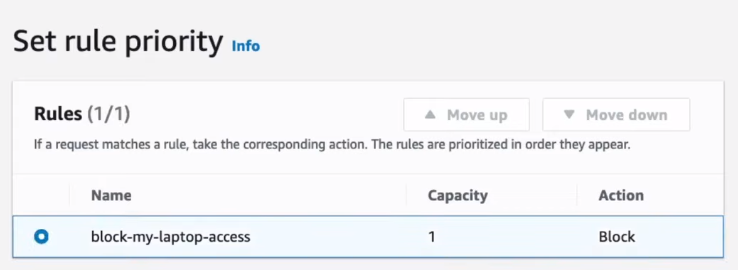 Set rule priority Info
Rules (1/1)
▲ Move up
▼ Move down
If a request matches a rule, take the corresponding action. The rules are prioritized in order they appear.
Name Capacity Action
block-my-laptop-access 1 Block